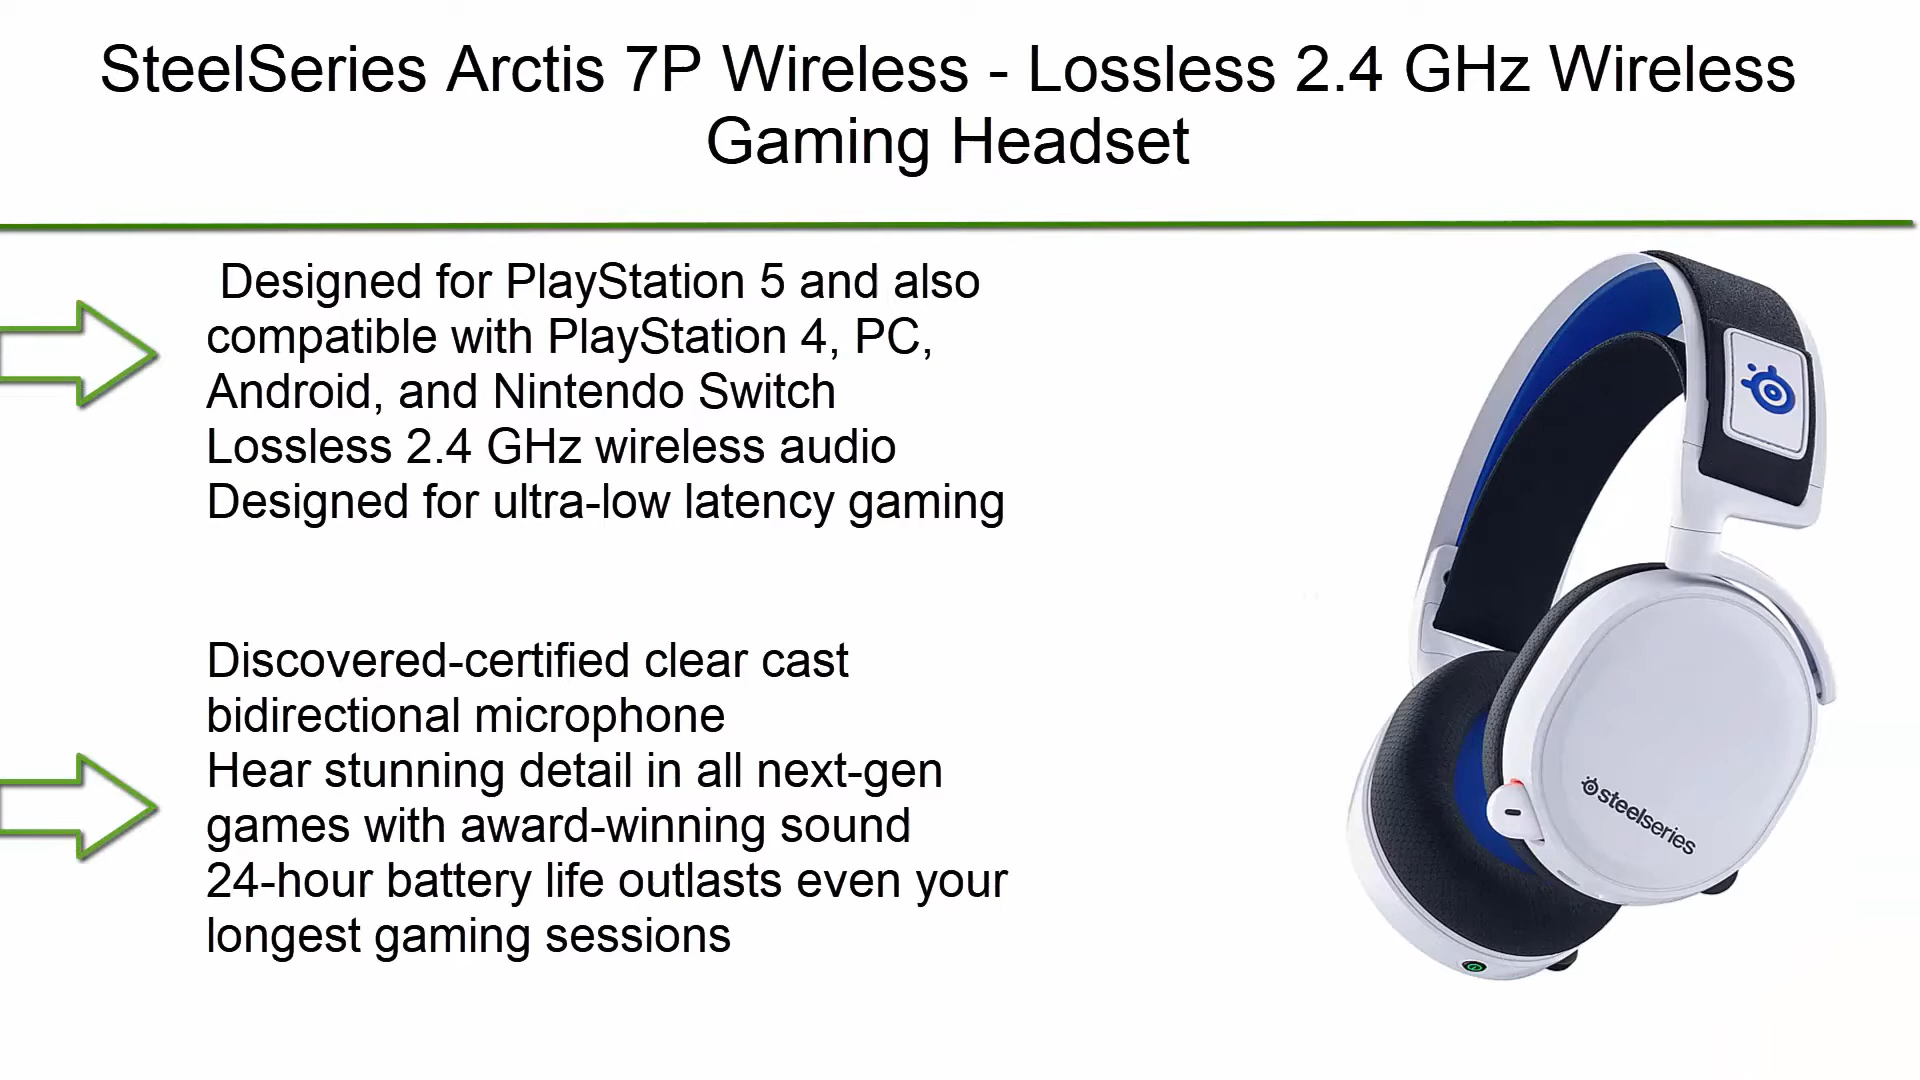 SteelSeries Arctis 7P Wireless - Lossless 2.4 GHz Wireless
Gaming Headset
Designed for PlayStation 5 and also
compatible with PlayStation 4, PC,
Android, and Nintendo Switch
Lossless 2.4 GHz wireless audio
Designed for ultra-low latency gaming
Discovered-certified clear cast
bidirectional microphone
Hear stunning detail in all next-gen
games with award-winning sound
24-hour battery life outlasts even your
longest gaming sessions
steelseries